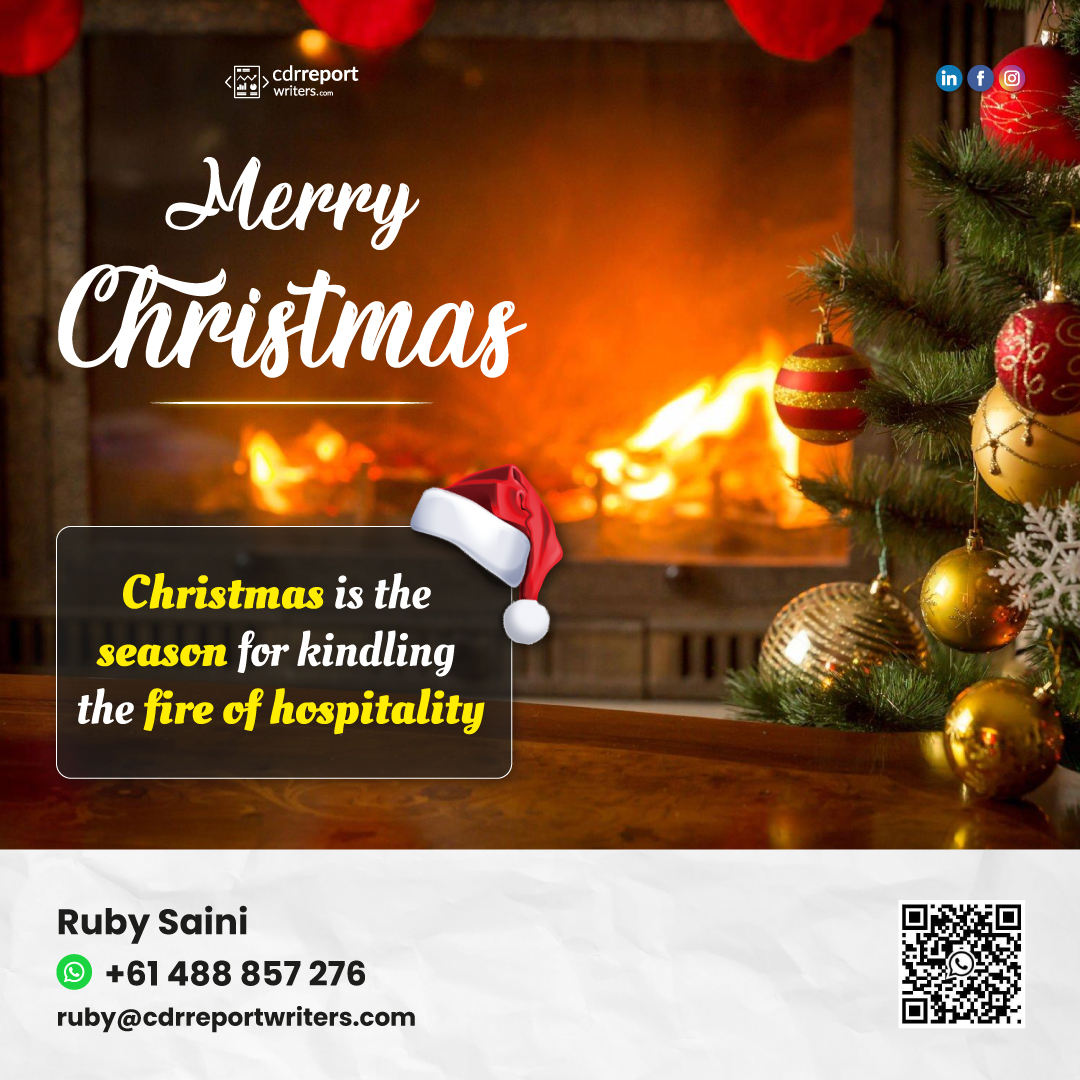 cdrreport
writers.com
in f
Merry
Christmas
Christmas is the
season for kindling
the fire of hospitality
Ruby Saini
+61 488 857 276
ruby@cdrreportwriters.com